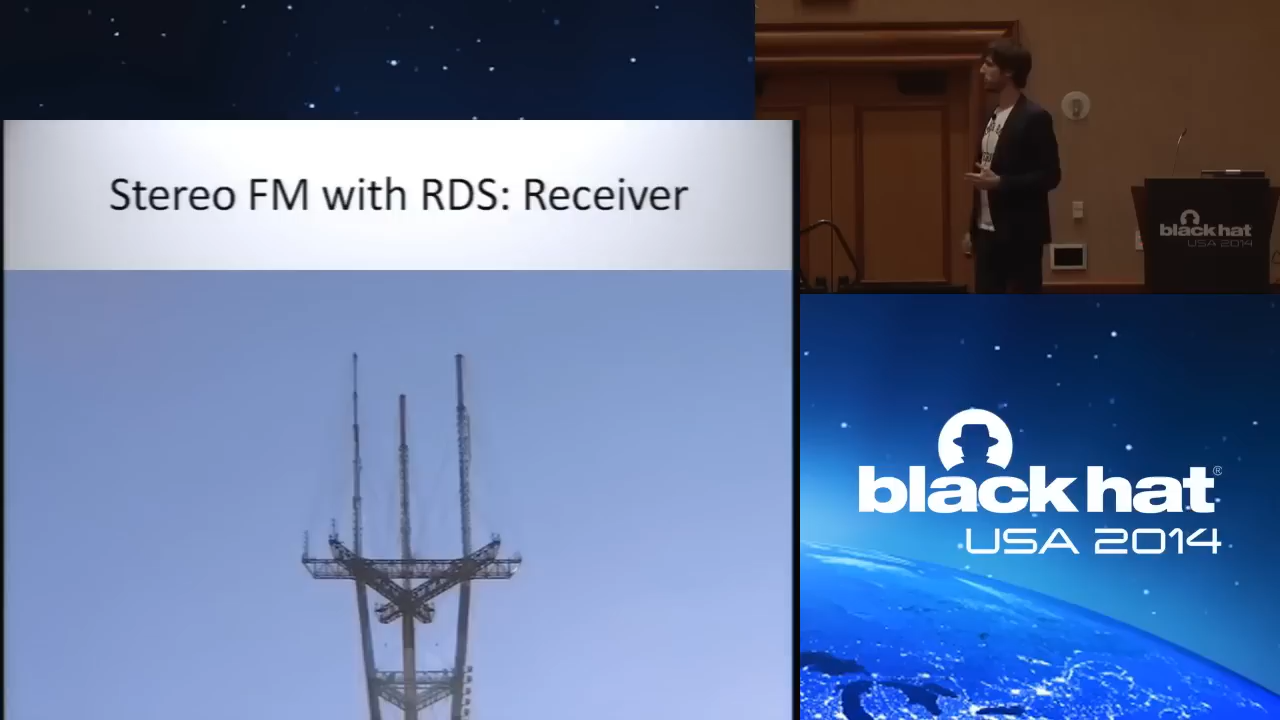 Stereo FM with RDS: Receiver
black hat
USA 2014
black hat®
USA 2014